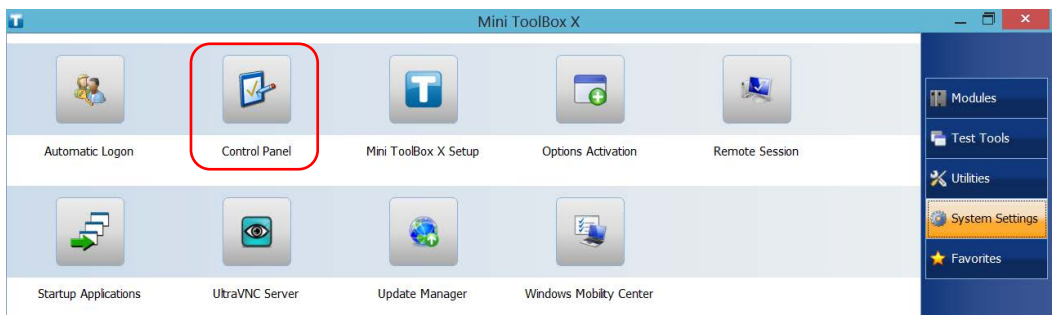 Mini ToolBox X
Automatic Logon
Control Panel
Mini ToolBox X Setup
Options Activation
Remote Session
Startup Applications
UltraVNC Server
Update Manager
Windows Mobility Center
Modules
Test Tools
Utilities
System Settings
Favorites